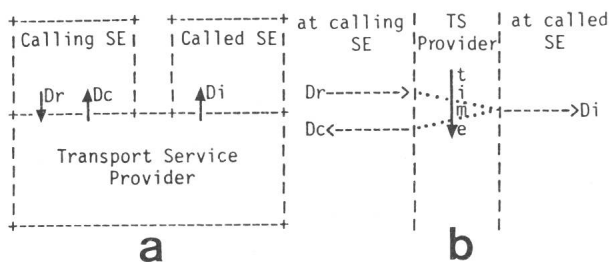 Calling SE
Called SE
Dr
Dc
Di
Transport Service
Provider
a
at calling
SE
TS
Provider
at called
SE
time
Dr
Dc
Di
b